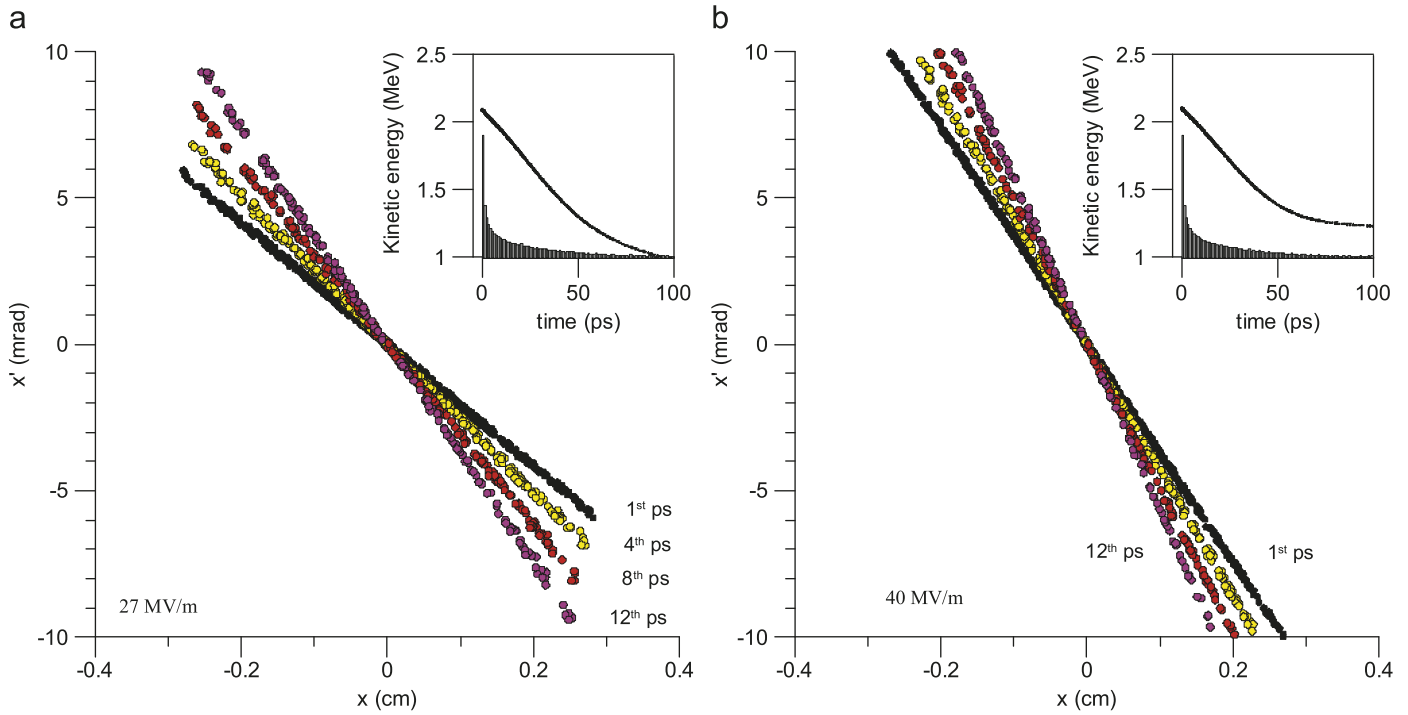 a
10
5
0
-5
-10
x' (mrad)
-0.4
-0.2
0
0.2
0.4
x (cm)
27 MV/m
1st ps
4th ps
8th ps
12th ps
2.5
2
1.5
1
Kinetic energy (MeV)
0
50
100
time (ps)
b
10
5
0
-5
-10
x' (mrad)
-0.4
-0.2
0
0.2
0.4
x (cm)
40 MV/m
12th ps
1st ps
2.5
2
1.5
1
Kinetic energy (MeV)
0
50
100
time (ps)